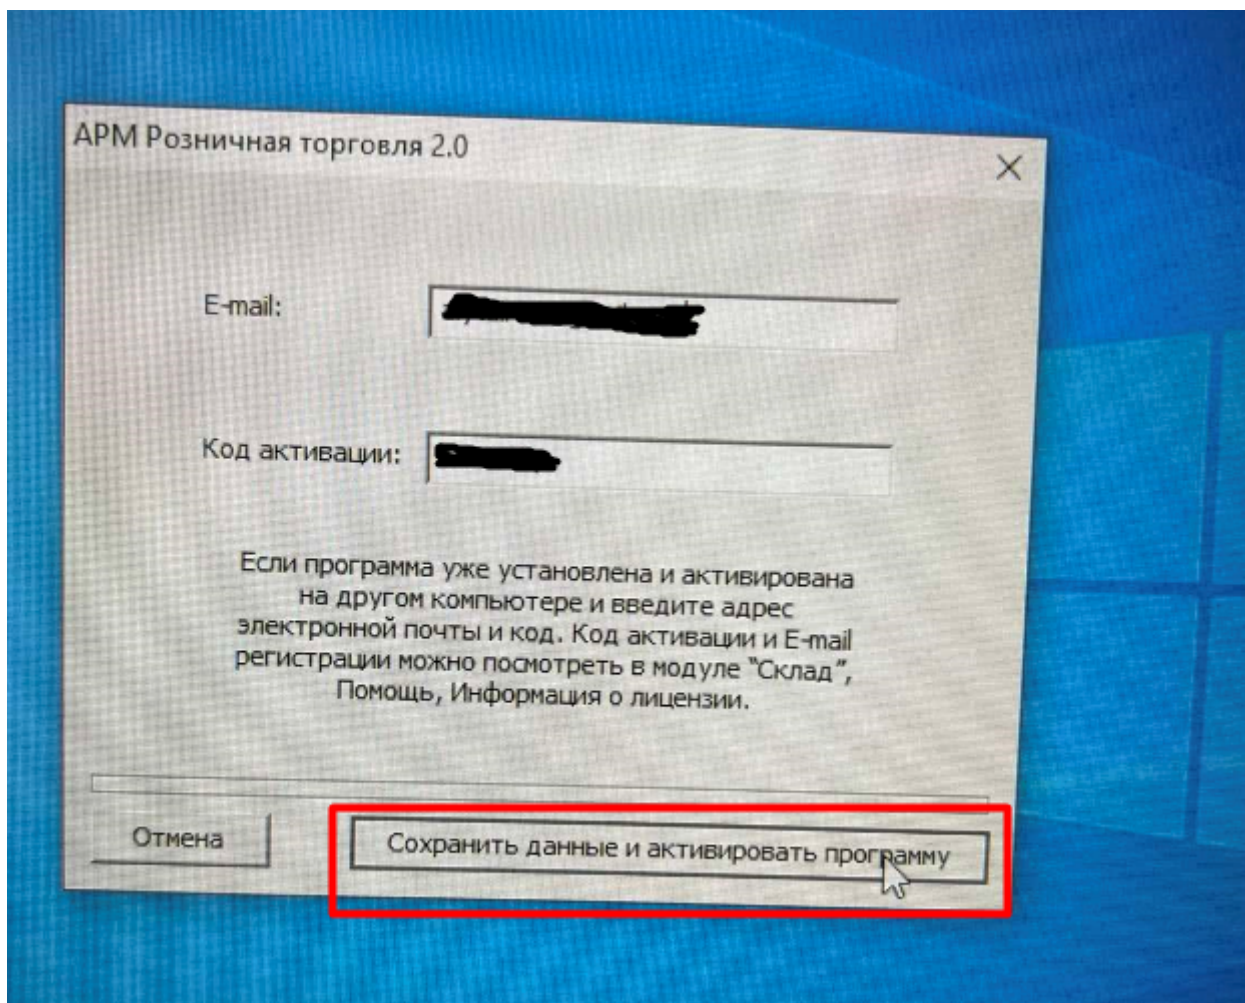 АРМ Розничная торговля 2.0
E-mail:
Код активации:
Если программа уже установлена и активирована
на другом компьютере и введите адрес
электронной почты и код. Код активации и E-mail
регистрации можно посмотреть в модуле "Склад",
Помощь, Информация о лицензии.
Отмена
Сохранить данные и активировать программу